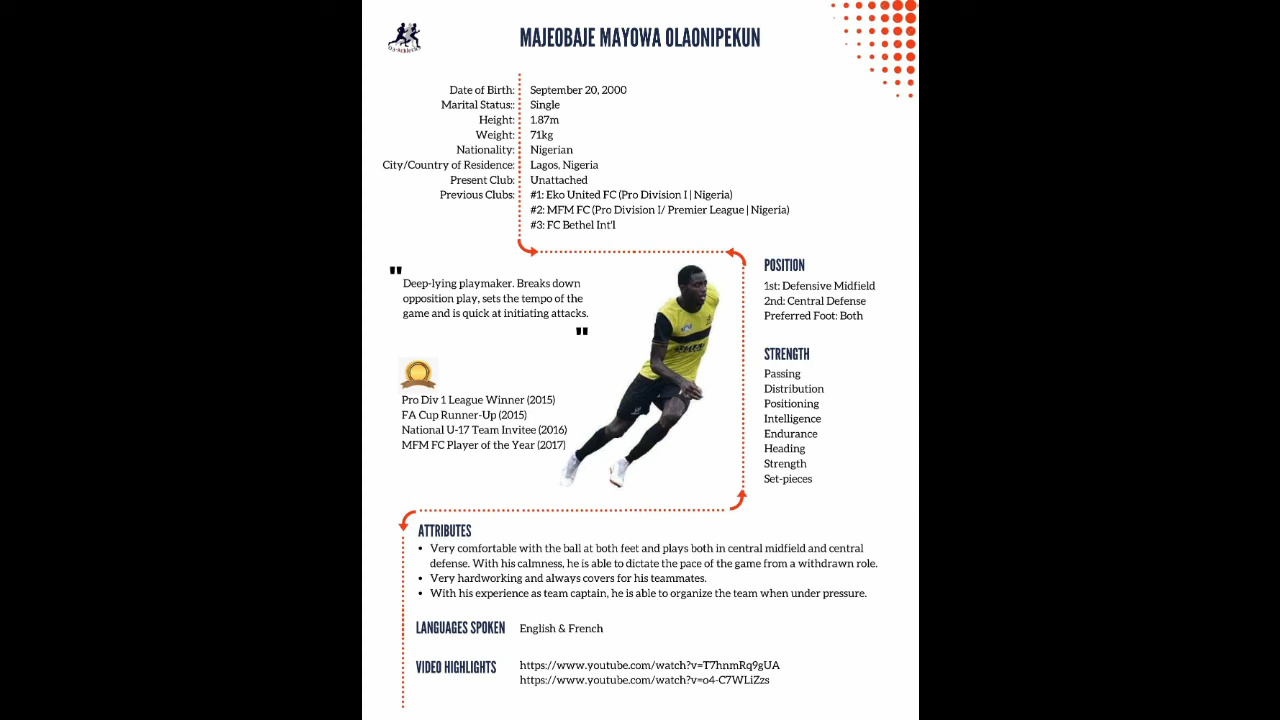 MAJEOBAJE MAYOWA OLAONIPEKUN
Date of Birth: September 20, 2000
Marital Status:: Single
Height: 1.87m
Weight: 71kg
Nationality: Nigerian
City/Country of Residence: Lagos, Nigeria
Present Club: Unattached
Previous Clubs: #1: Eko United FC (Pro Division I | Nigeria)
#2: MFM FC (Pro Division I/ Premier League | Nigeria)
#3: FC Bethel Int'l
" Deep-lying playmaker. Breaks down
opposition play, sets the tempo of the
game and is quick at initiating attacks.
"
Pro Div 1 League Winner (2015)
FA Cup Runner-Up (2015)
National U-17 Team Invitee (2016)
MFM FC Player of the Year (2017)
POSITION
1st: Defensive Midfield
2nd: Central Defense
Preferred Foot: Both
STRENGTH
Passing
Distribution
Positioning
Intelligence
Endurance
Heading
Strength
Set-pieces
ATTRIBUTES
• Very comfortable with the ball at both feet and plays both in central midfield and central
defense. With his calmness, he is able to dictate the pace of the game from a withdrawn role.
• Very hardworking and always covers for his teammates.
• With his experience as team captain, he is able to organize the team when under pressure.
LANGUAGES SPOKEN English & French
VIDEO HIGHLIGHTS https://www.youtube.com/watch?v=T7hnmRq9gUA
https://www.youtube.com/watch?v=o4-C7WLiZzs